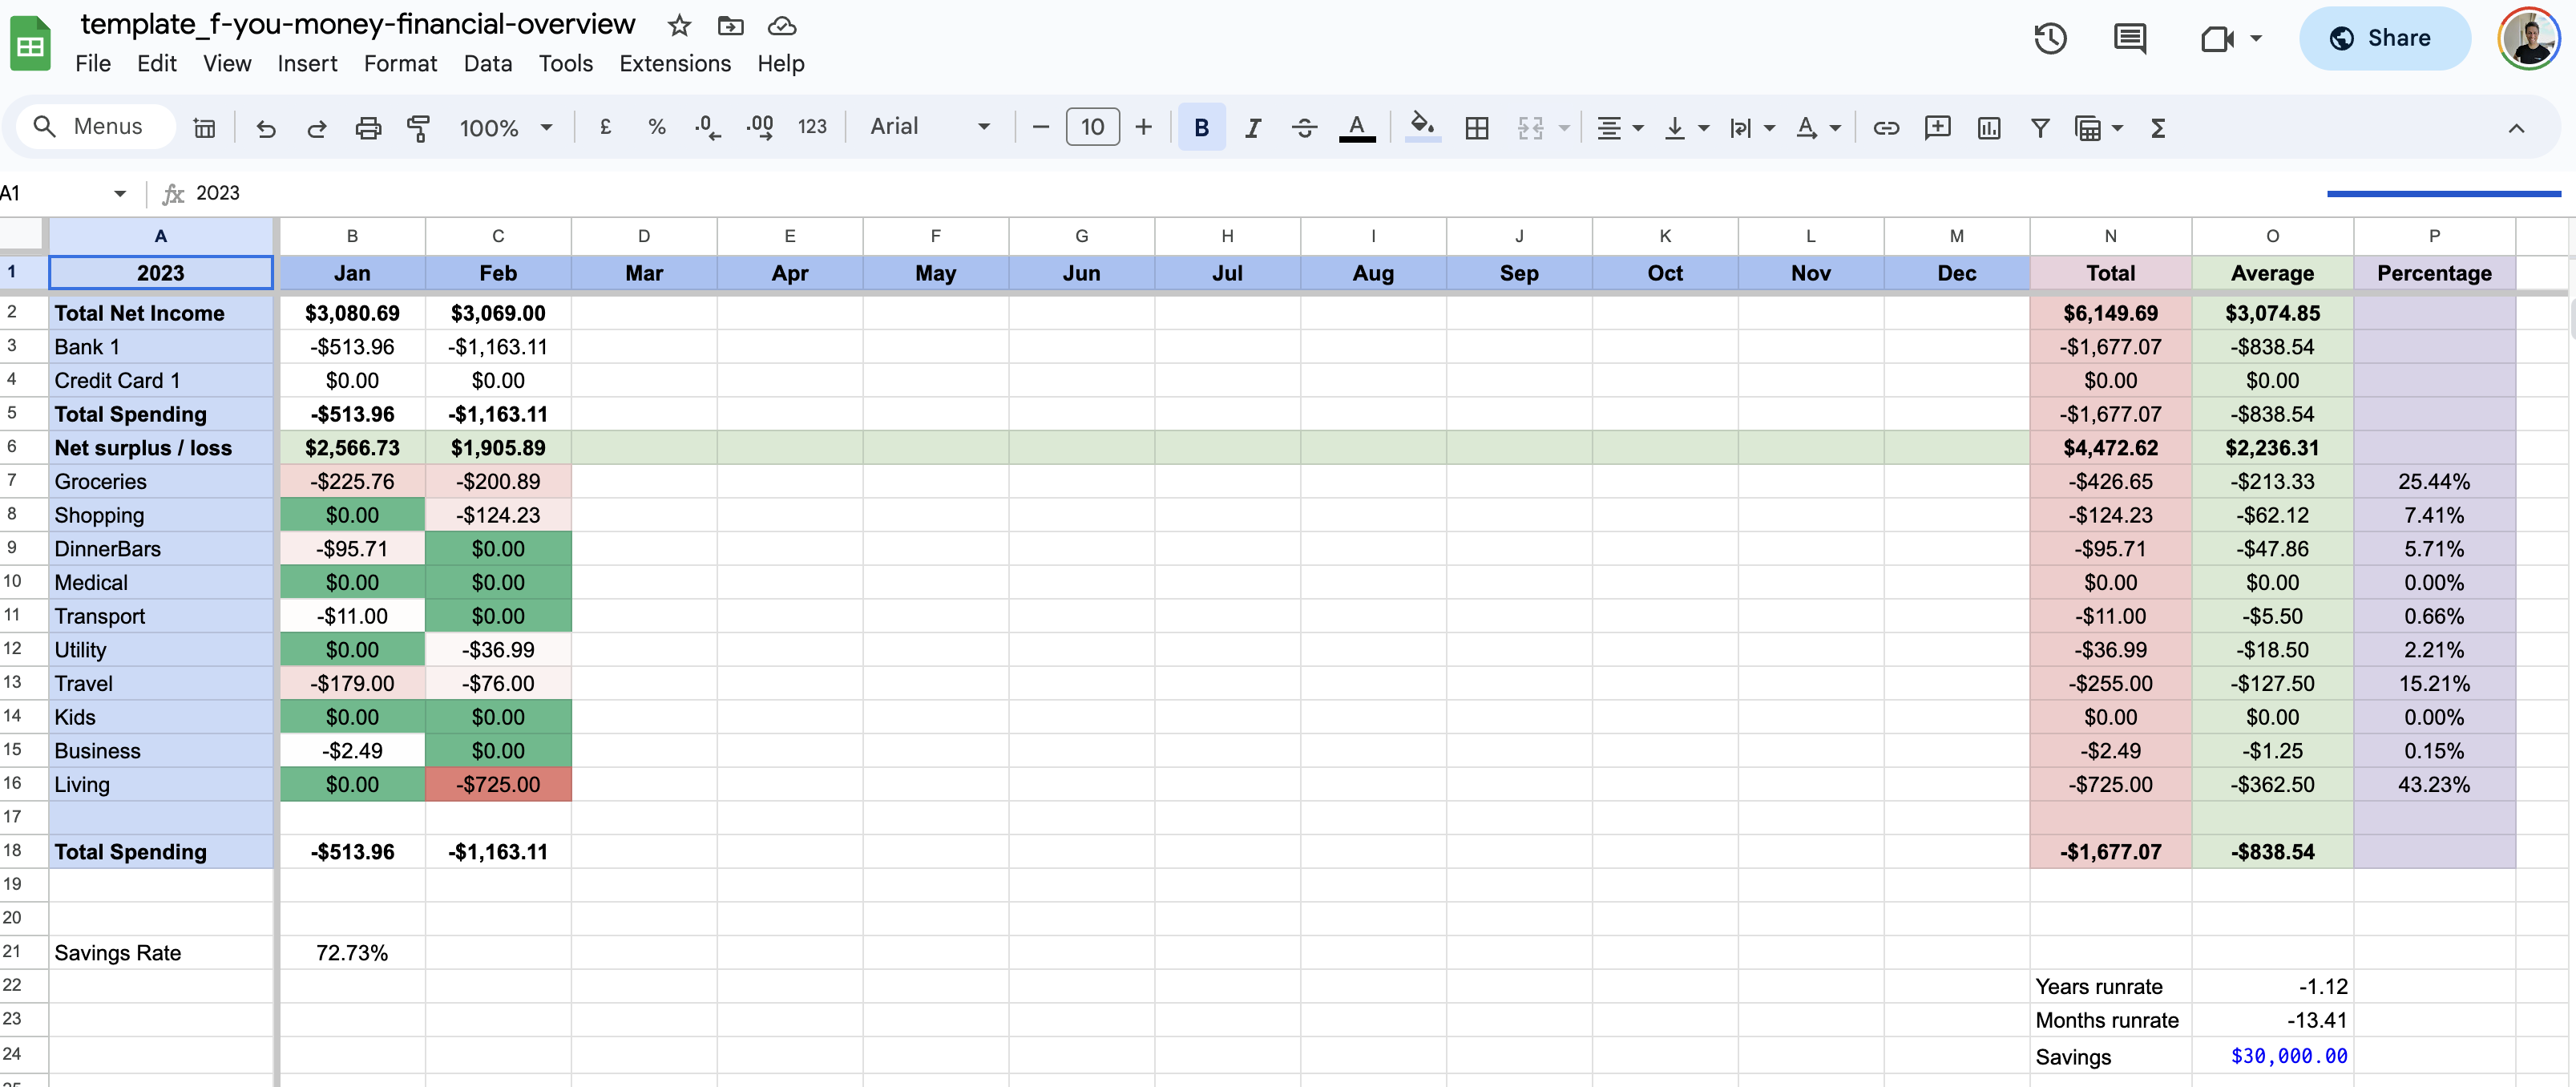 template_f-you-money-financial-overview
File Edit View Insert Format Data Tools Extensions Help
Share
Menus 100% £ % .0 .00 123 Arial 10 B I A
A1 fx 2023
A B C D E F G H I J K L M N O P
1 2023 Jan Feb Mar Apr May Jun Jul Aug Sep Oct Nov Dec Total Average Percentage
2 Total Net Income $3,080.69 $3,069.00 $6,149.69 $3,074.85
3 Bank 1 -$513.96 -$1,163.11 -$1,677.07 -$838.54
4 Credit Card 1 $0.00 $0.00 $0.00 $0.00
5 Total Spending -$513.96 -$1,163.11 -$1,677.07 -$838.54
6 Net surplus / loss $2,566.73 $1,905.89 $4,472.62 $2,236.31
7 Groceries -$225.76 -$200.89 -$426.65 -$213.33 25.44%
8 Shopping $0.00 -$124.23 -$124.23 -$62.12 7.41%
9 DinnerBars -$95.71 $0.00 -$95.71 -$47.86 5.71%
10 Medical $0.00 $0.00 $0.00 $0.00 0.00%
11 Transport -$11.00 $0.00 -$11.00 -$5.50 0.66%
12 Utility $0.00 -$36.99 -$36.99 -$18.50 2.21%
13 Travel -$179.00 -$76.00 -$255.00 -$127.50 15.21%
14 Kids $0.00 $0.00 $0.00 $0.00 0.00%
15 Business -$2.49 $0.00 -$2.49 -$1.25 0.15%
16 Living $0.00 -$725.00 -$725.00 -$362.50 43.23%
17
18 Total Spending -$513.96 -$1,163.11 -$1,677.07 -$838.54
19
20
21 Savings Rate 72.73%
22 Years runrate -1.12
23 Months runrate -13.41
24 Savings $30,000.00